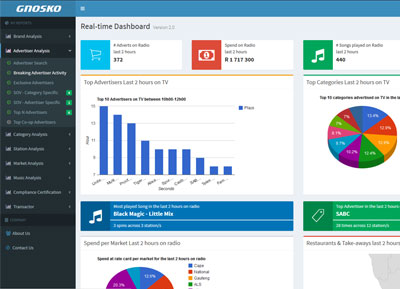 GNOSKO
Real-time Dashboard Version 2.0
Brand Analysis
Advertiser Analysis
Advertiser Search
Breaking Advertiser Activity
Exclusive Advertisers
SOV - Category Specific
SOV - Advertiser Specific
Top N Advertisers
Top Co-op Advertisers
Category Analysis
Station Analysis
Market Analysis
Music Analysis
Compliance Certification
Transactor
About Us
Contact Us
# Adverts on Radio
last 2 hours
372
Spend on Radio
last 2 hours
R 1 717 300
# Songs played on Radio
last 2 hours
440
Top Advertisers Last 2 hours on TV
Top 10 Advertisers on TV between 10h00-12h00
20
15
10
5
0
Hour
Plays
Seconds
Top Categories Last 2 hours on TV
Top 10 categories advertised on TV in the last 2
13.4%
12.9%
12.4%
10.2%
Most played Song in the last 2 hours on radio
Black Magic - Little Mix
3 spins across 3 station/s
Top Advertiser in the last 2 hours
SABC
28 times across 12 station/s
Spend per Market Last 2 hours on radio
Spend at rate card per market for the last 2 hours on radio
20.3%
Cape
National
Gauteng
ALS
Restaurants & Take-aways last 2 hours